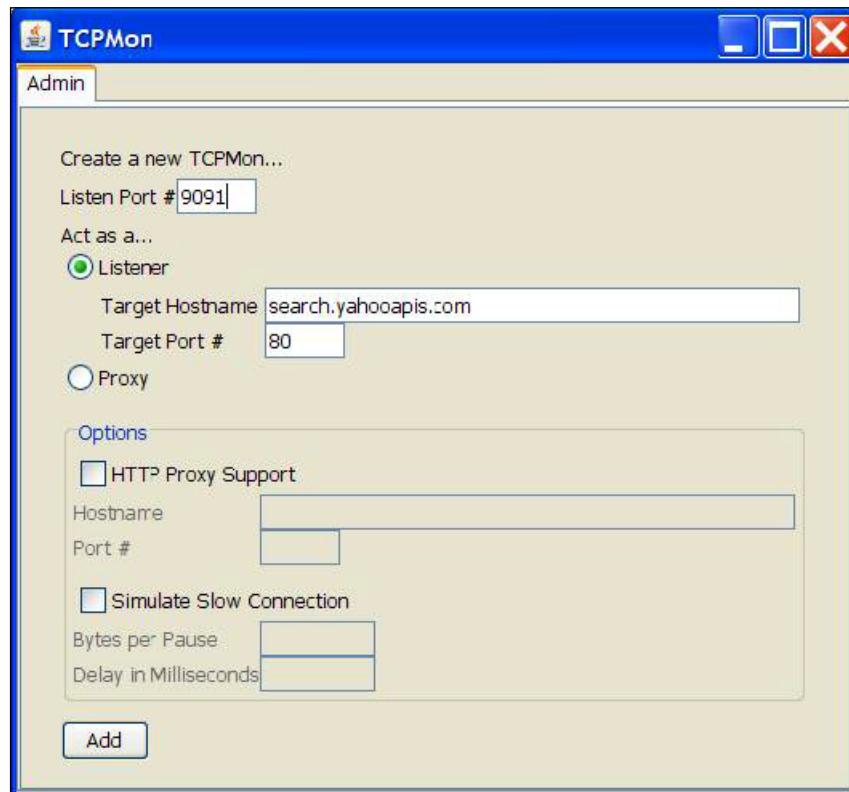 TCPMon
Admin
Create a new TCPMon...
Listen Port # 9091
Act as a...
Listener
Target Hostname search.yahooapis.com
Target Port # 80
Proxy
Options
HTTP Proxy Support
Hostname
Port #
Simulate Slow Connection
Bytes per Pause
Delay in Milliseconds
Add